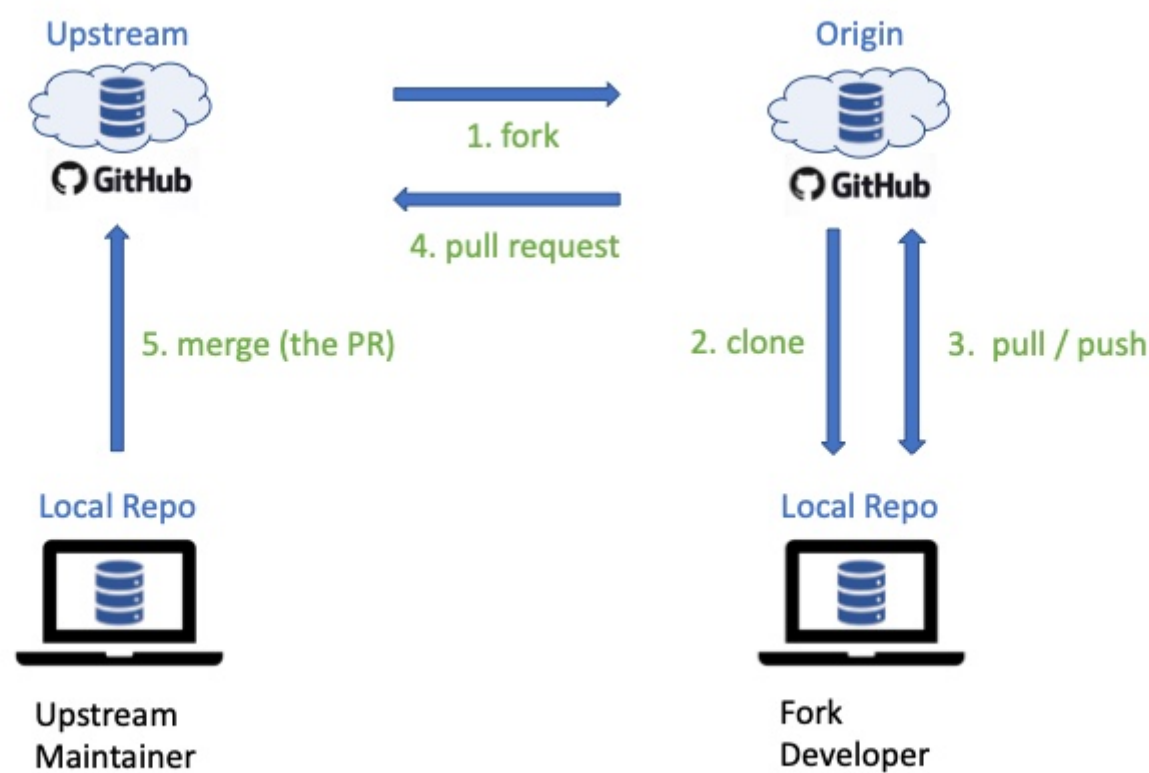 Upstream
Origin
1. fork
GitHub
GitHub
4. pull request
5. merge (the PR)
2. clone
3. pull / push
Local Repo
Local Repo
Upstream
Maintainer
Fork
Developer